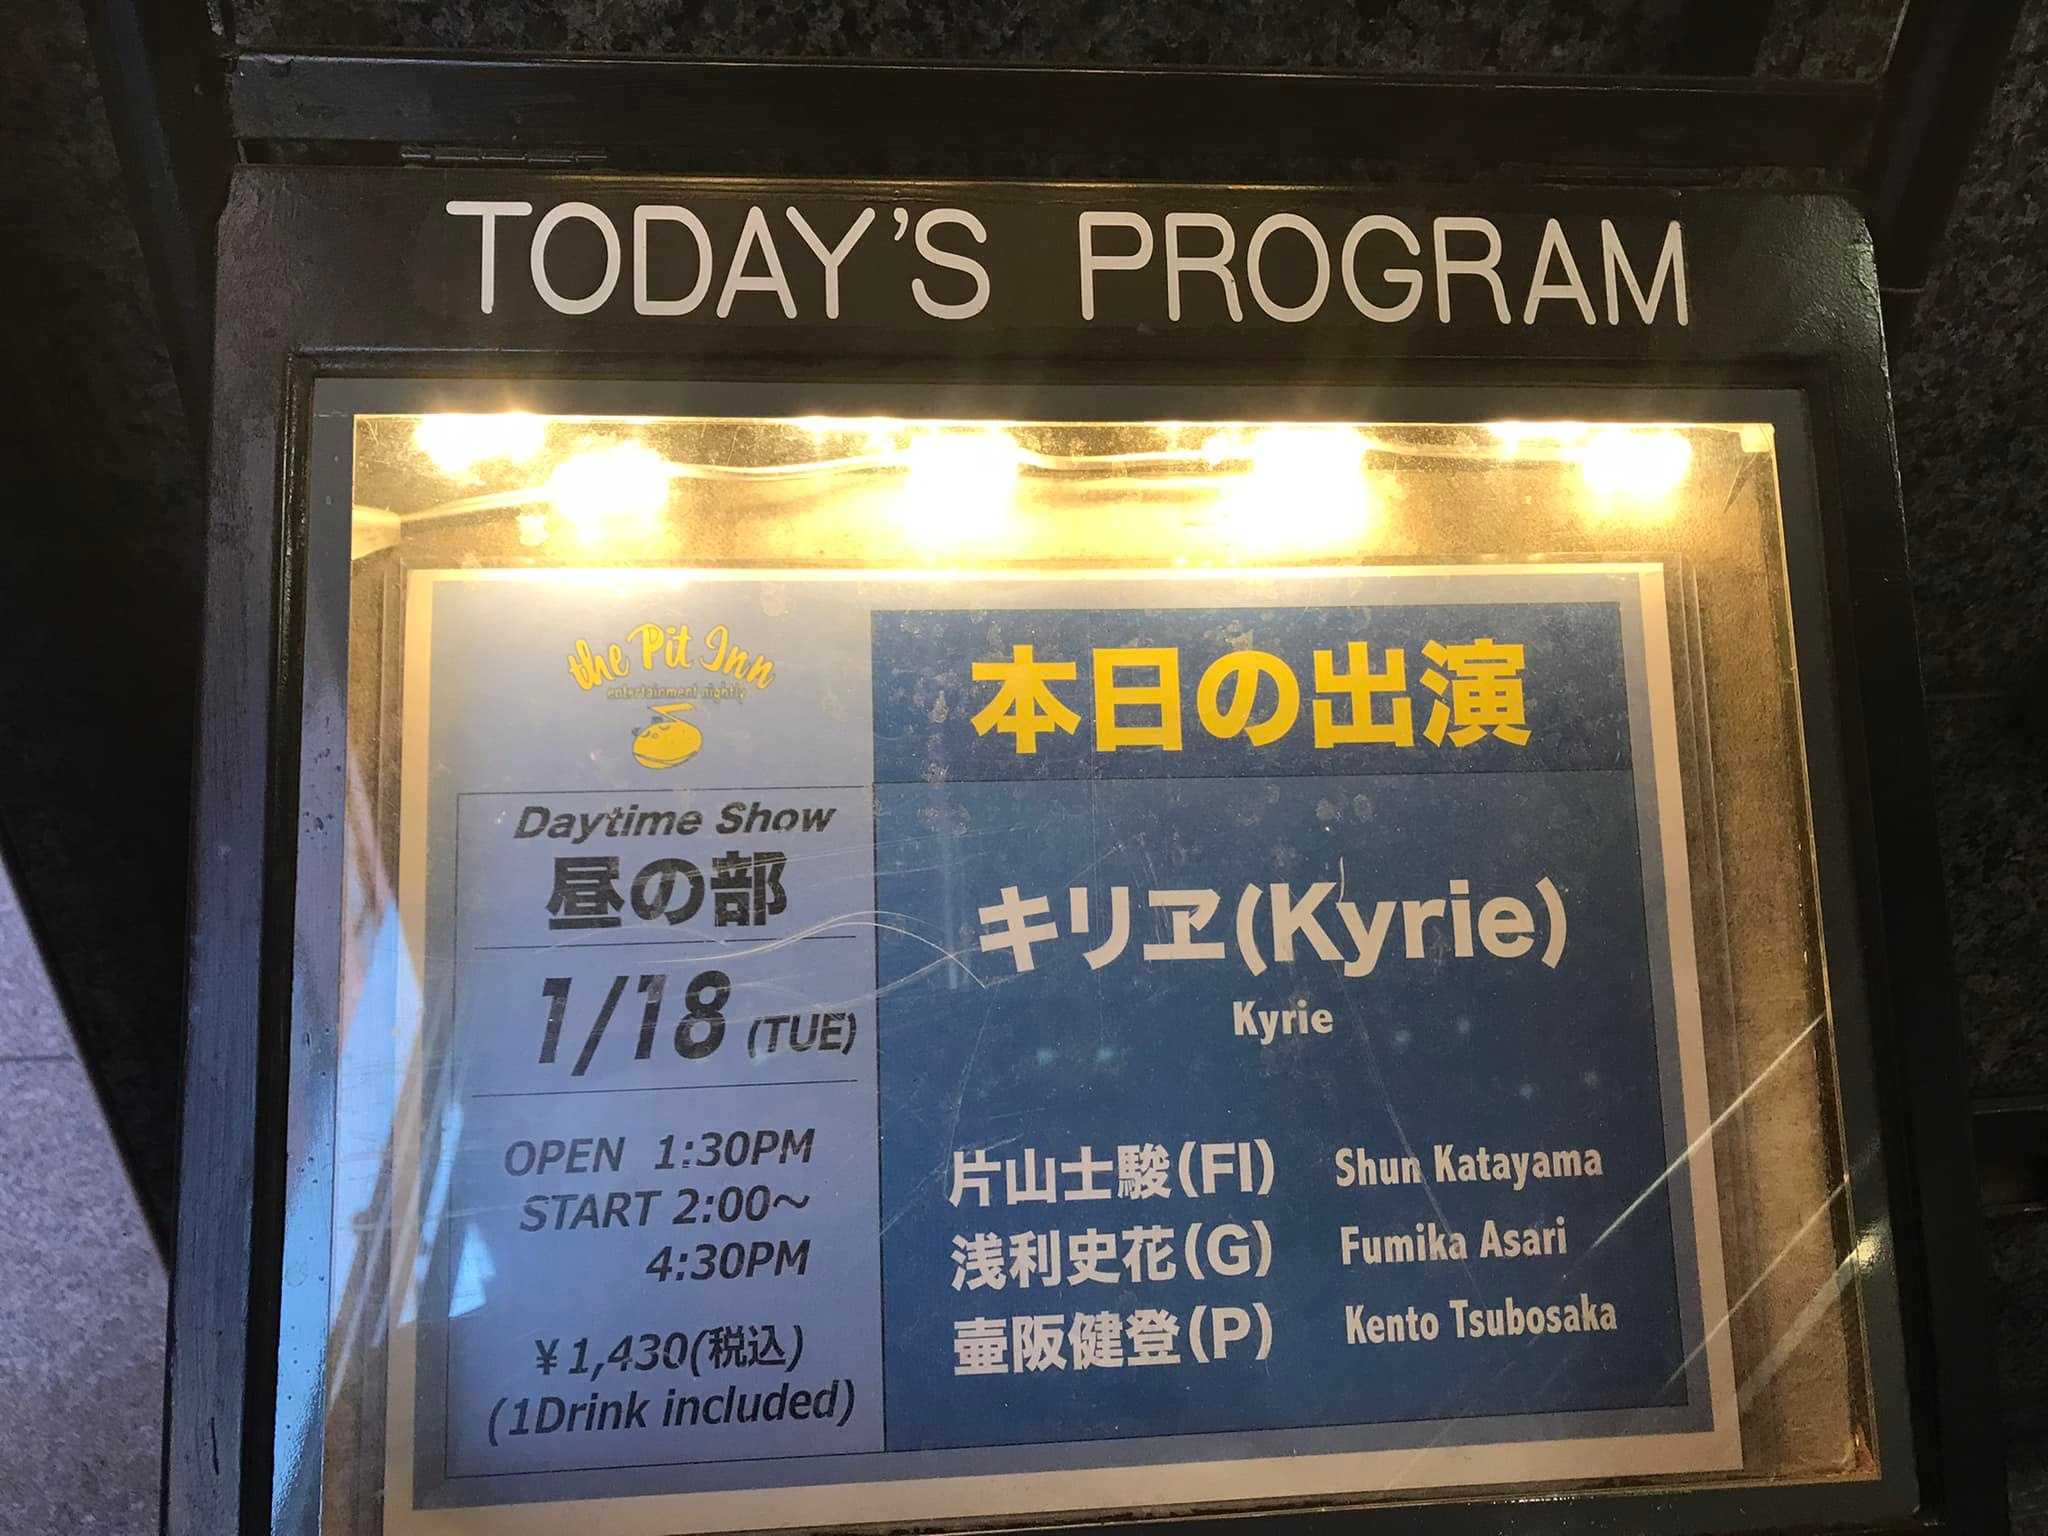 TODAY'S PROGRAM
the Pit Inn
entertainment nightly
本日の出演
Daytime Show
昼の部
1/18 (TUE)
OPEN 1:30PM
START 2:00～
4:30PM
¥1,430(税込)
(1Drink included)
キリヱ(Kyrie)
Kyrie
片山士駿(Fl) Shun Katayama
浅利史花(G) Fumika Asari
壷阪健登(P) Kento Tsubosaka